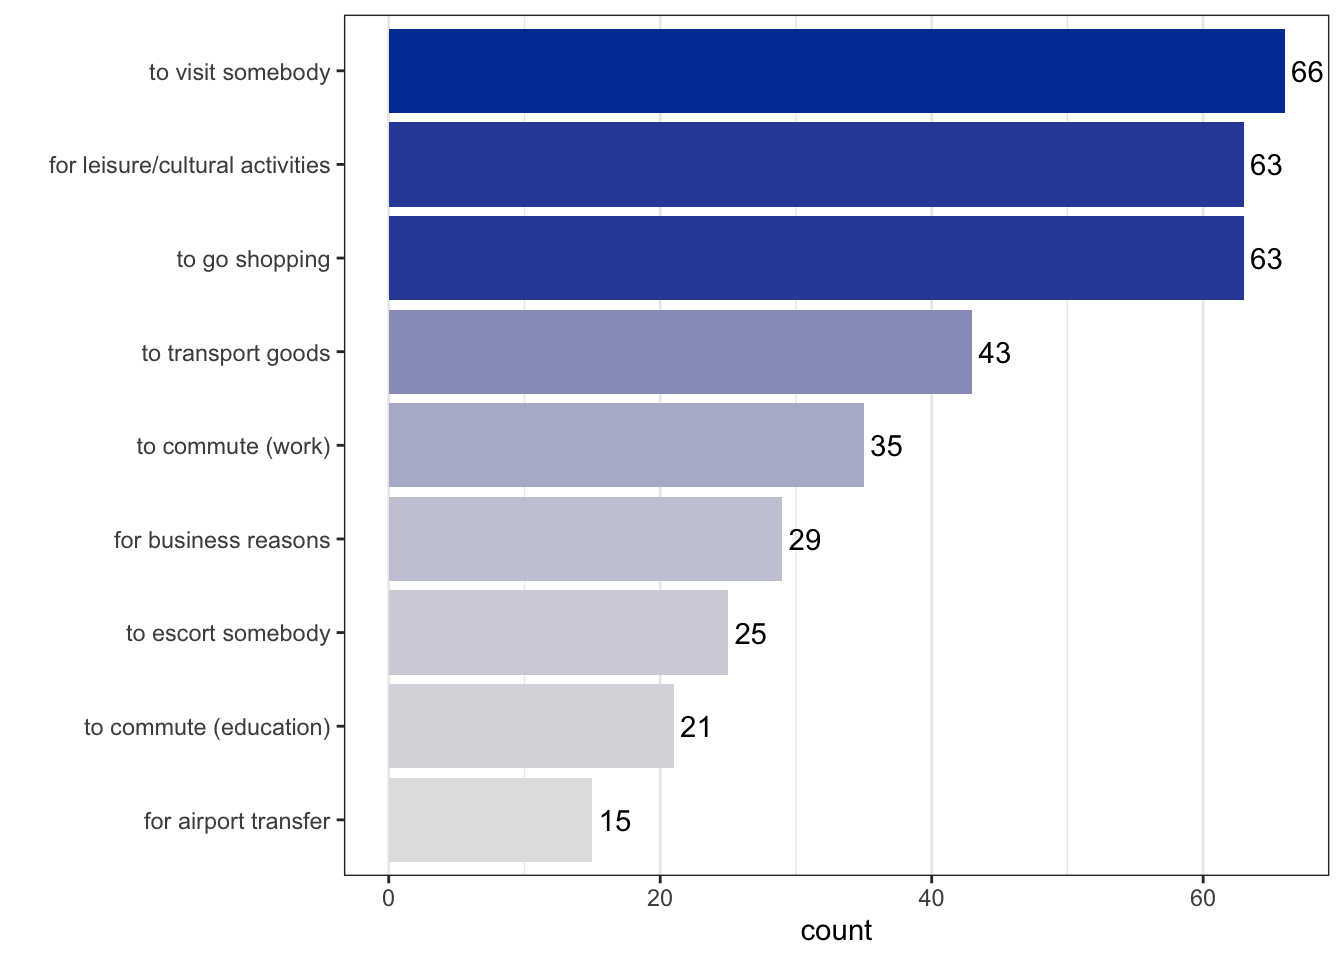 to visit somebody 66
for leisure/cultural activities 63
to go shopping 63
to transport goods 43
to commute (work) 35
for business reasons 29
to escort somebody 25
to commute (education) 21
for airport transfer 15
0 20 40 60
count